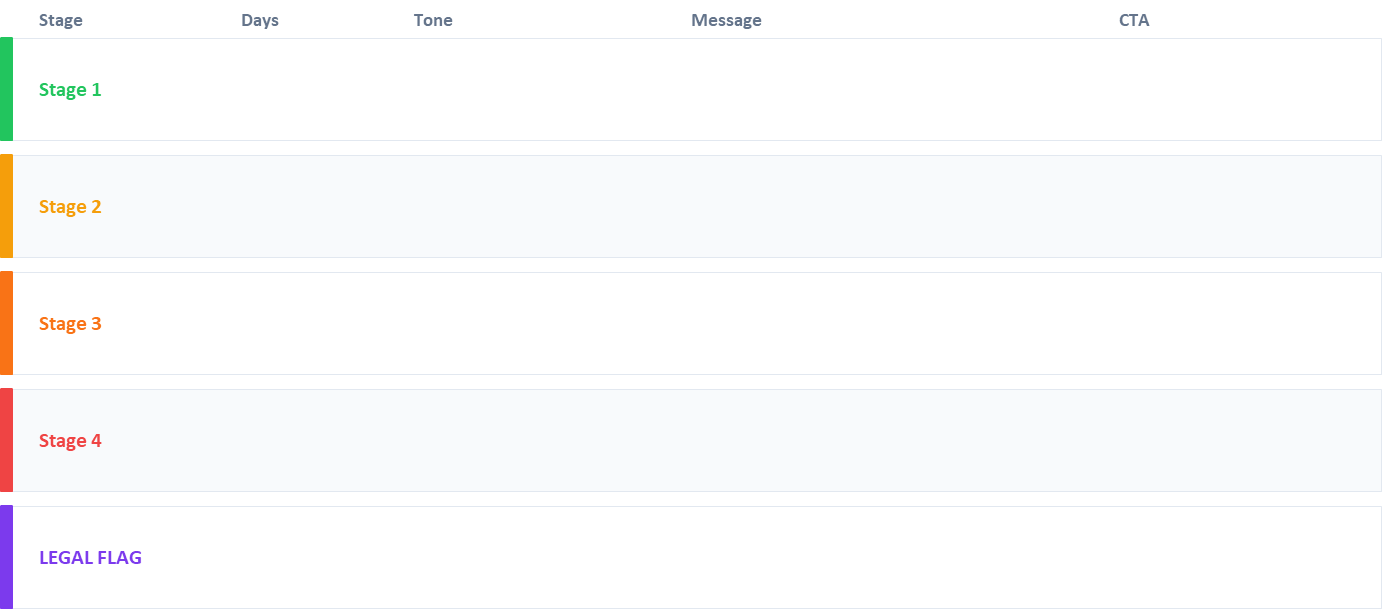 Stage Days Tone Message CTA
Stage 1
Stage 2
Stage 3
Stage 4
LEGAL FLAG